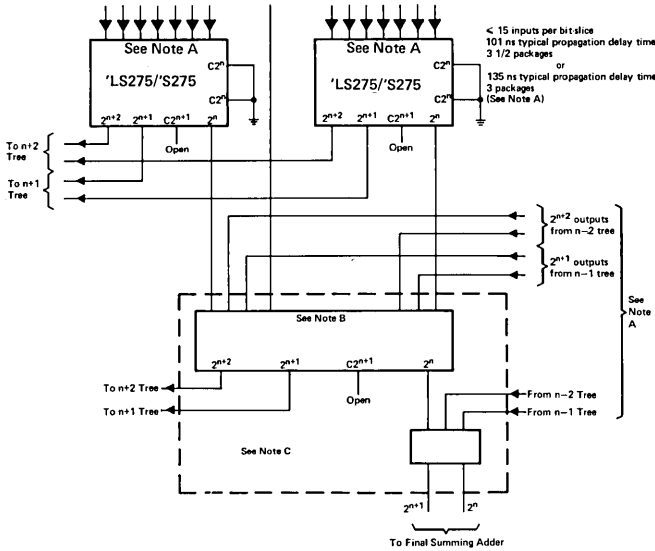 See Note A
C2ⁿ
'LS275/'S275
C2ⁿ
2ⁿ⁺² 2ⁿ⁺¹ C2ⁿ⁺¹ 2ⁿ
Open
See Note A
C2ⁿ
'LS275/'S275
C2ⁿ
2ⁿ⁺² 2ⁿ⁺¹ C2ⁿ⁺¹ 2ⁿ
Open
⩽ 15 inputs per bit-slice
101 ns typical propagation delay time
3 1/2 packages
or
135 ns typical propagation delay time
3 packages
(See Note A)
To n+2
Tree
To n+1
Tree
2ⁿ⁺² outputs
from n−2 tree
2ⁿ⁺¹ outputs
from n−1 tree
See
Note
A
See Note B
2ⁿ⁺² 2ⁿ⁺¹ C2ⁿ⁺¹ 2ⁿ
To n+2 Tree
To n+1 Tree
Open
From n−2 Tree
From n−1 Tree
See Note C
2ⁿ⁺¹ 2ⁿ
To Final Summing Adder